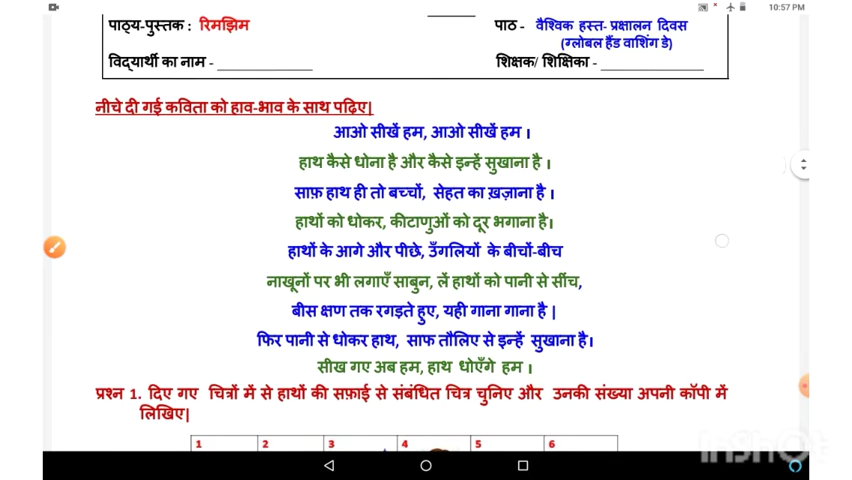 10:57 PM
पाठ्य-पुस्तक : रिमझिम
पाठ - वैश्विक हस्त- प्रक्षालन दिवस
(ग्लोबल हैंड वाशिंग डे)
विद्यार्थी का नाम - ______________
शिक्षक/ शिक्षिका - _______________
नीचे दी गई कविता को हाव-भाव के साथ पढ़िए|
आओ सीखें हम, आओ सीखें हम ।
हाथ कैसे धोना है और कैसे इन्हें सुखाना है ।
साफ़ हाथ ही तो बच्चों, सेहत का ख़ज़ाना है ।
हाथों को धोकर, कीटाणुओं को दूर भगाना है।
हाथों के आगे और पीछे, उँगलियों के बीचों-बीच
नाखूनों पर भी लगाएँ साबुन, लें हाथों को पानी से सींच,
बीस क्षण तक रगड़ते हुए, यही गाना गाना है |
फिर पानी से धोकर हाथ, साफ तौलिए से इन्हें सुखाना है।
सीख गए अब हम, हाथ धोएँगे हम ।
प्रश्न 1. दिए गए चित्रों में से हाथों की सफ़ाई से संबंधित चित्र चुनिए और उनकी संख्या अपनी कॉपी में
लिखिए|
1 2 3 4 5 6
InShOt